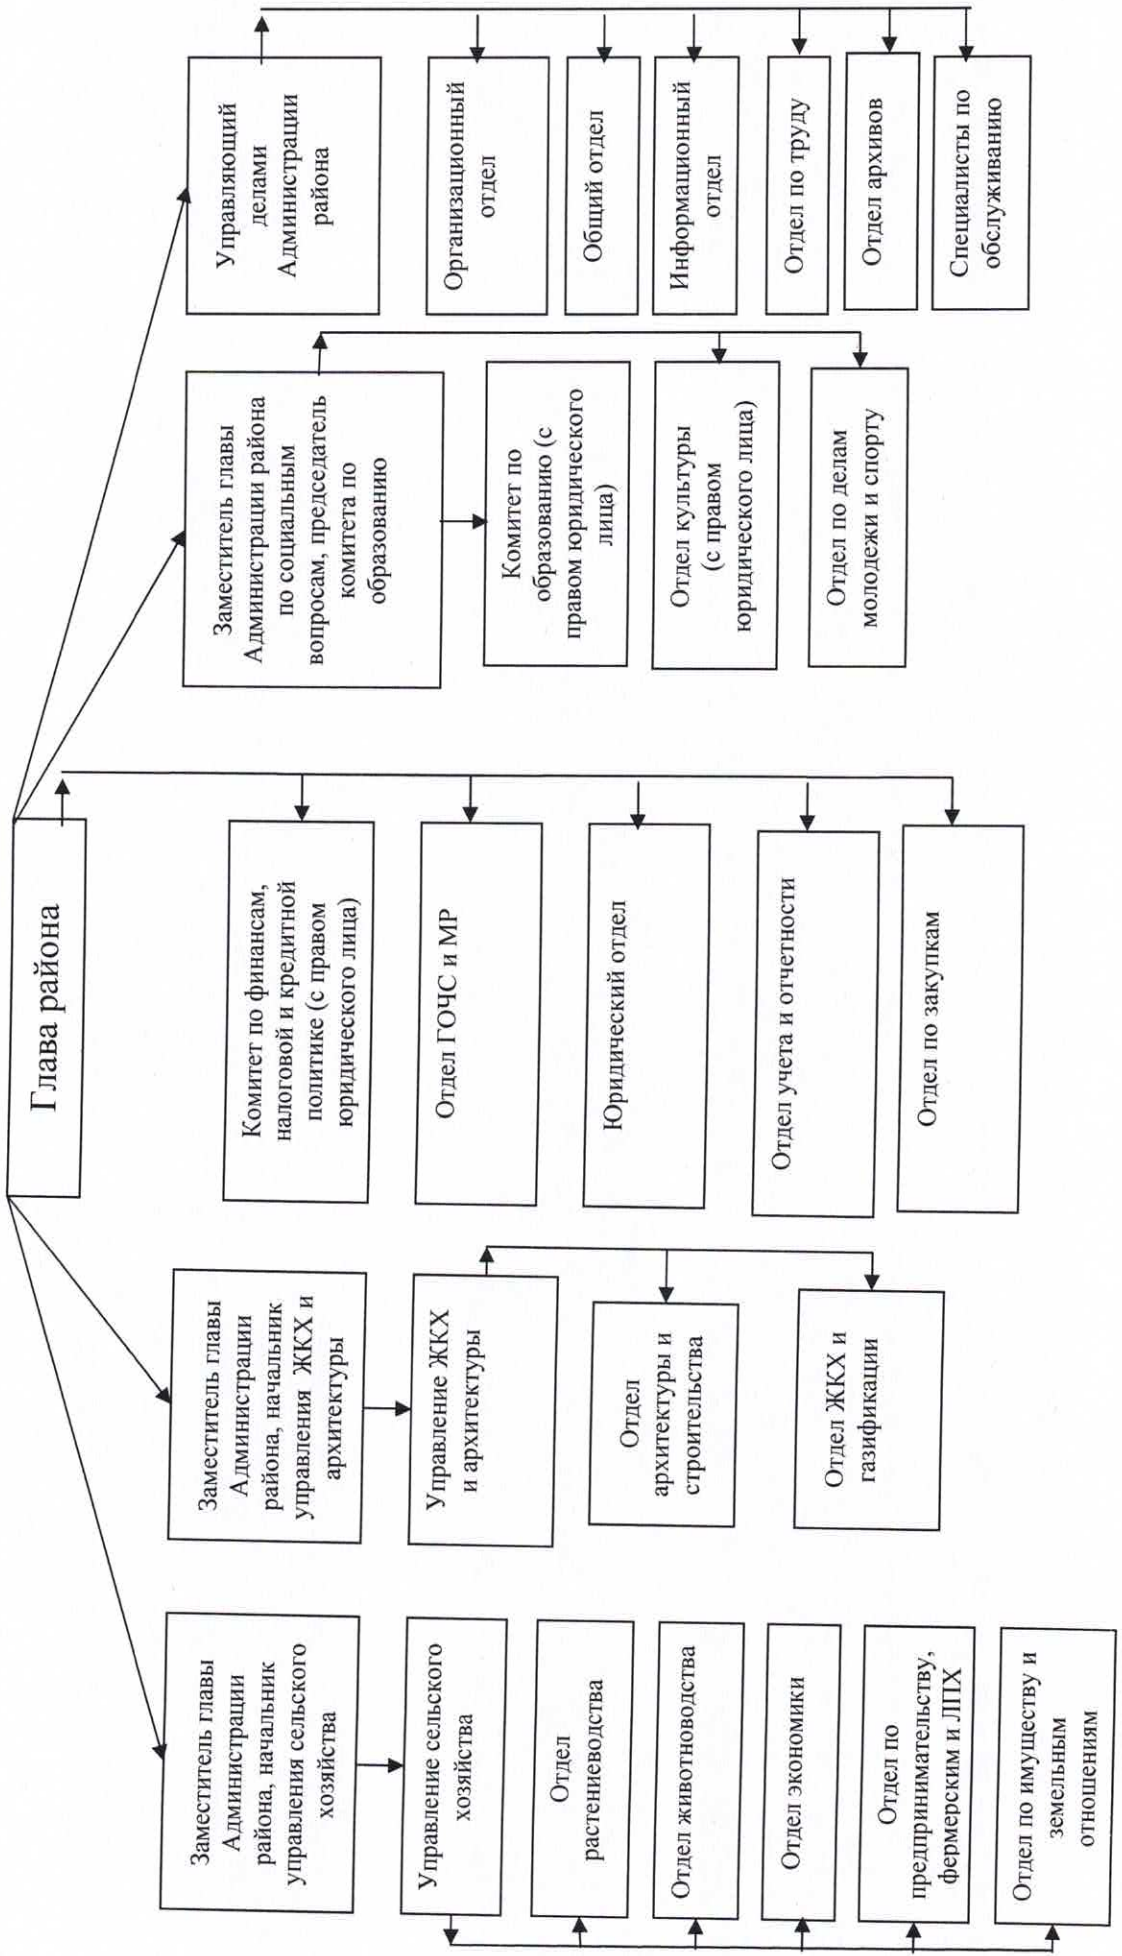 Глава района
Заместитель главы
Администрации
района, начальник
управления сельского
хозяйства
Управление сельского
хозяйства
Отдел
растениеводства
Отдел животноводства
Отдел экономики
Отдел по
предпринимательству,
фермерским и ЛПХ
Отдел по имуществу и
земельным
отношениям
Заместитель главы
Администрации
района, начальник
управления ЖКХ и
архитектуры
Управление ЖКХ
и архитектуры
Отдел
архитектуры и
строительства
Отдел ЖКХ и
газификации
Комитет по финансам,
налоговой и кредитной
политике (с правом
юридического лица)
Отдел ГОЧС и МР
Юридический отдел
Отдел учета и отчетности
Отдел по закупкам
Заместитель главы
Администрации района
по социальным
вопросам, председатель
комитета по
образованию
Комитет по
образованию (с
правом юридического
лица)
Отдел культуры
(с правом
юридического лица)
Отдел по делам
молодежи и спорту
Управляющий
делами
Администрации
района
Организационный
отдел
Общий отдел
Информационный
отдел
Отдел по труду
Отдел архивов
Специалисты по
обслуживанию